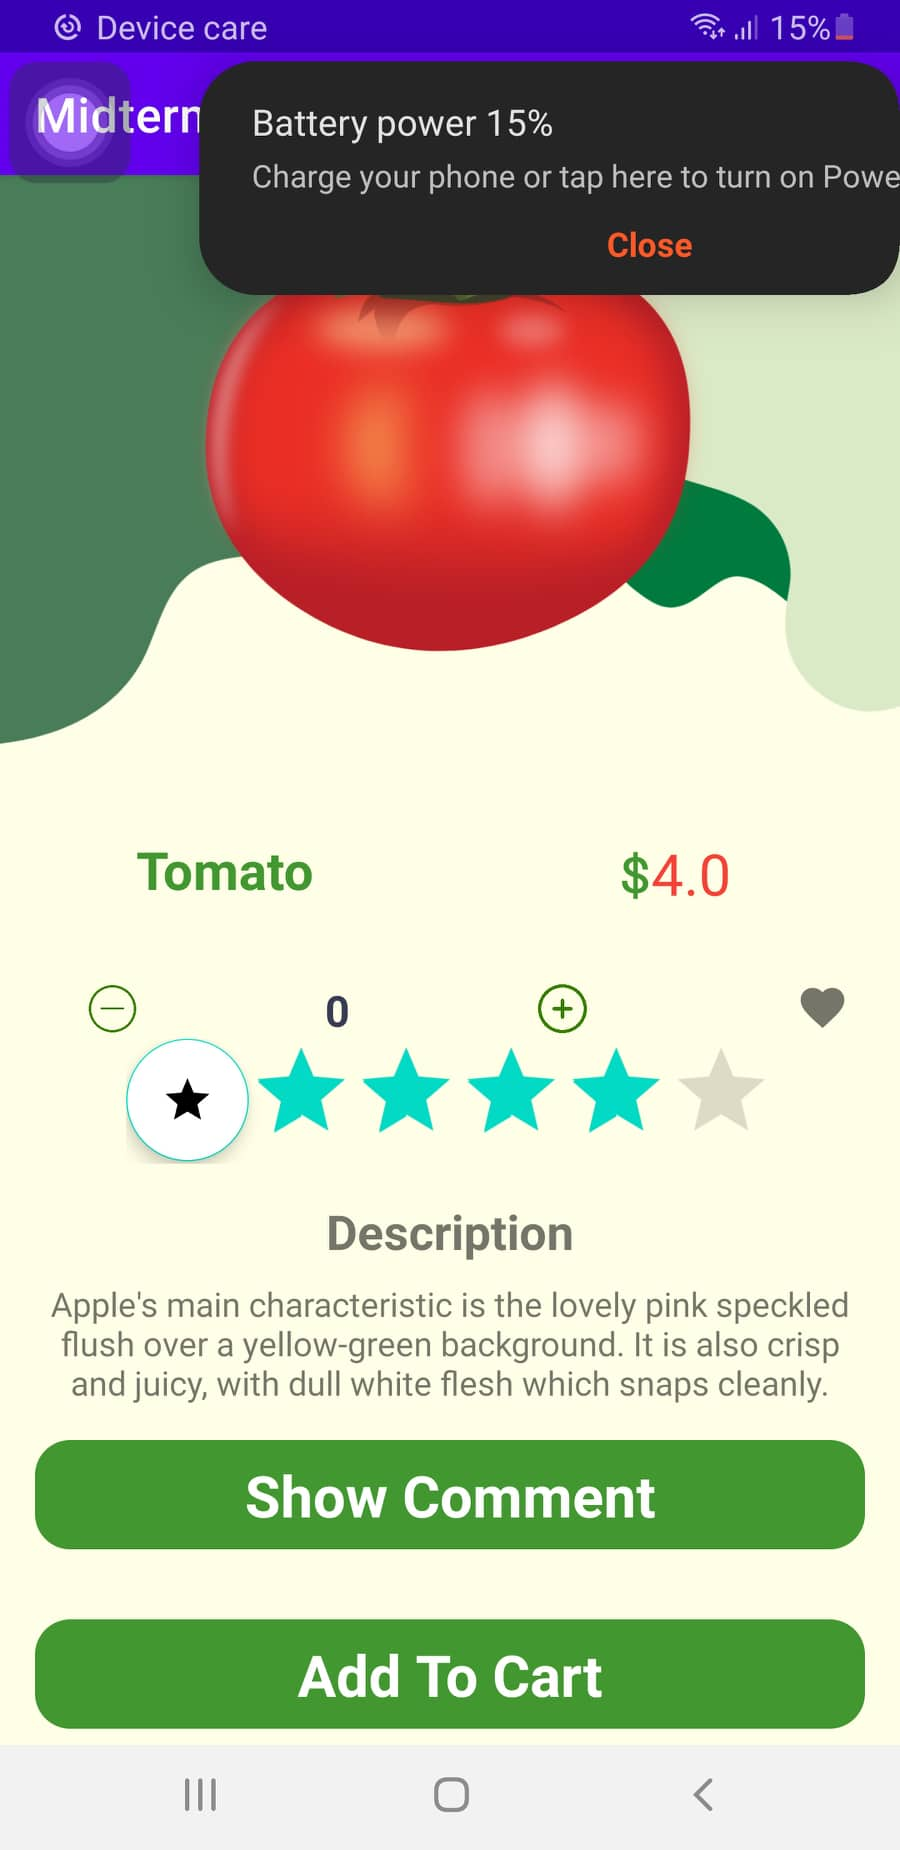 Device care
15%
Midterm
Battery power 15%
Charge your phone or tap here to turn on Powe
Close
Tomato
$4.0
0
Description
Apple's main characteristic is the lovely pink speckled
flush over a yellow-green background. It is also crisp
and juicy, with dull white flesh which snaps cleanly.
Show Comment
Add To Cart